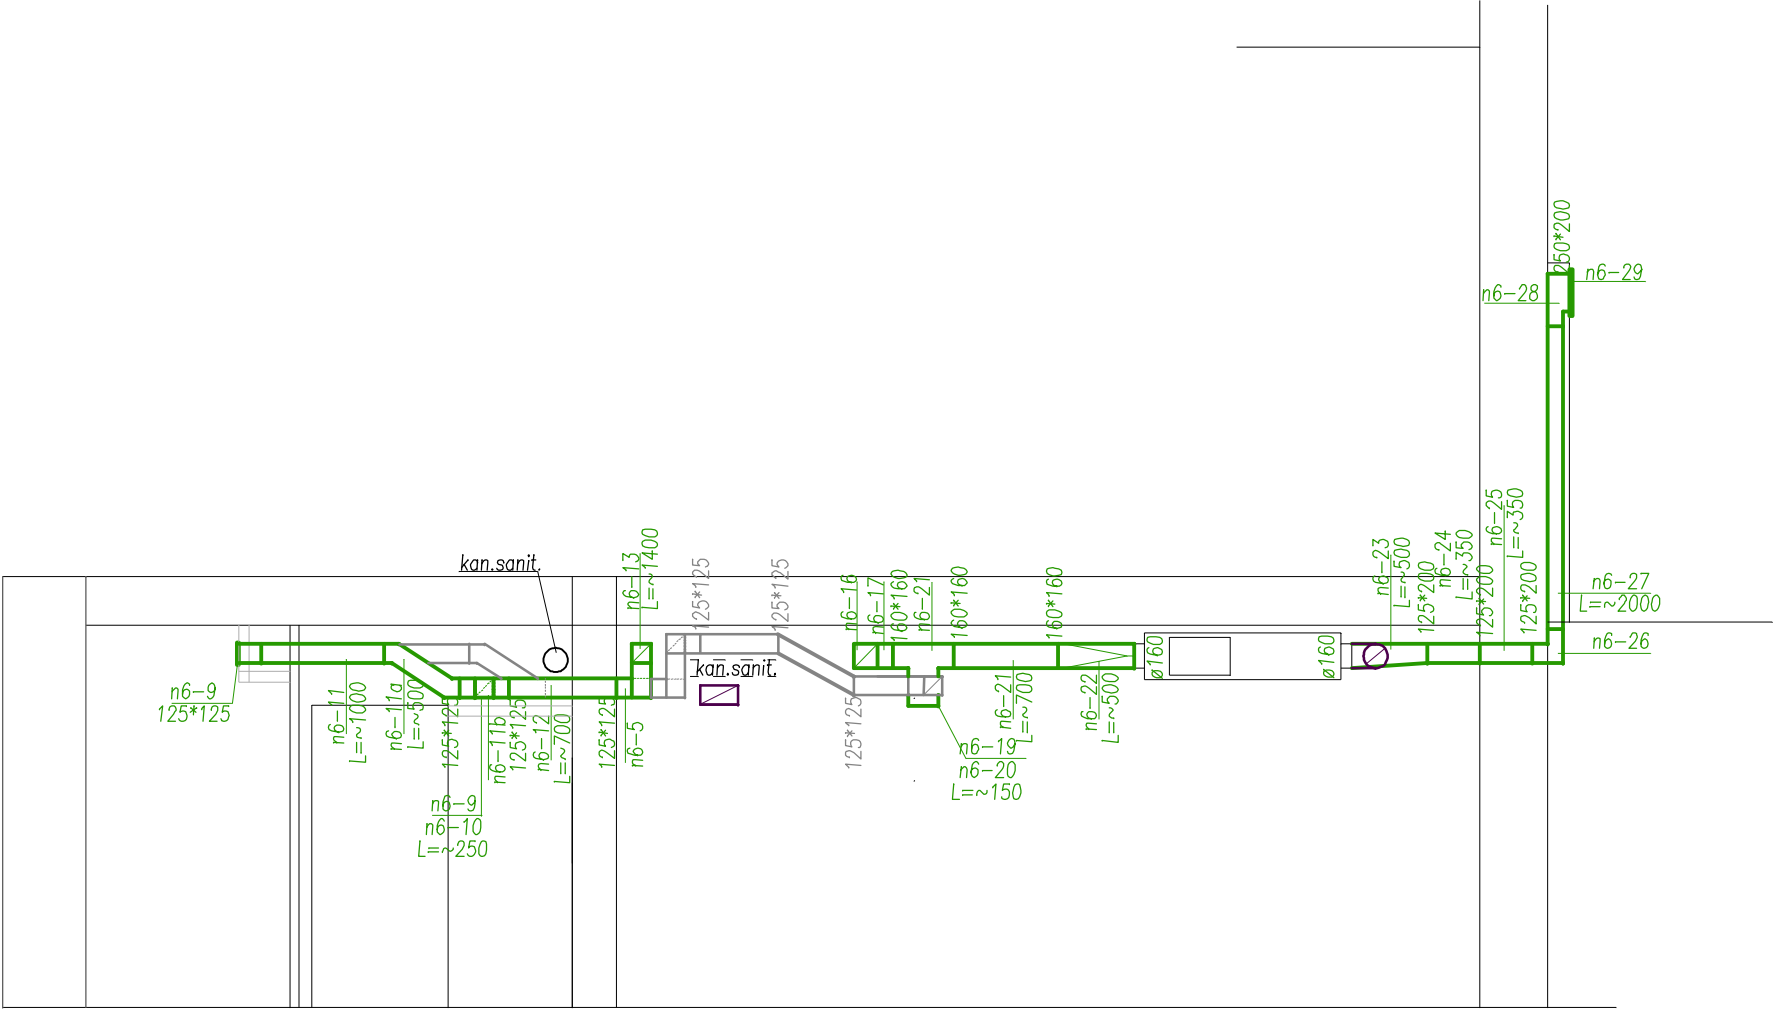 250*200
n6-29
n6-28
n6-13
L=~1400
125*125
125*125
kan.sanit.
n6-16
n6-17
160*160
n6-21
160*160
160*160
n6-23
L=~500
125*200
n6-24
L=~350
125*200
n6-25
L=~350
125*200
n6-27
L=~2000
n6-26
ø160
ø160
kan.sanit.
n6-9
125*125
n6-11
L=~1000
n6-11a
L=~500
125*125
n6-11b
125*125
n6-12
L=~700
125*125
n6-5
125*125
n6-21
L=~700
n6-22
L=~500
n6-19
n6-20
L=~150
n6-9
n6-10
L=~250